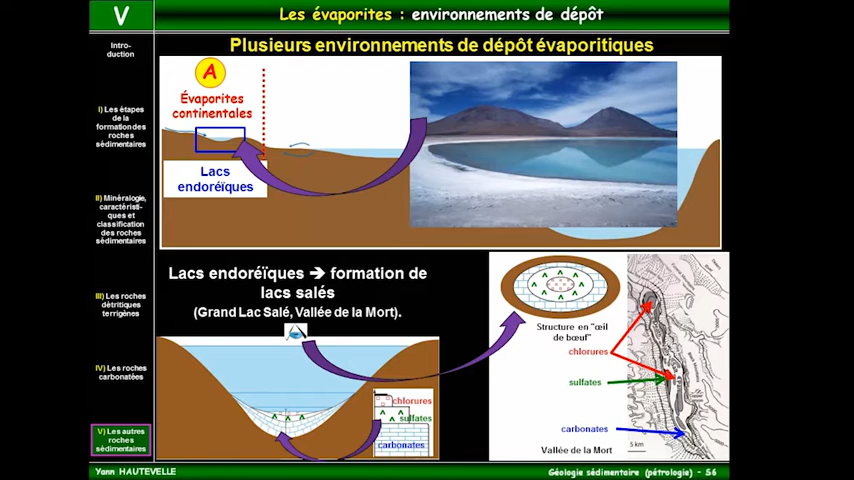 V
Les évaporites : environnements de dépôt
Plusieurs environnements de dépôt évaporitiques
Intro-
duction
I) Les étapes
de la
formation des
roches
sédimentaires
II) Minéralogie,
caractéristi-
ques et
classification
des roches
sédimentaires
III) Les roches
détritiques
terrigènes
IV) Les roches
carbonatées
V) Les autres
roches
sédimentaires
A
Évaporites
continentales
Lacs
endoréïques
Lacs endoréïques ➔ formation de
lacs salés
(Grand Lac Salé, Vallée de la Mort).
chlorures
sulfates
carbonates
Structure en "œil
de bœuf"
chlorures
sulfates
carbonates
5 km
Vallée de la Mort
Yann HAUTEVELLE
Géologie sédimentaire (pétrologie) - 56